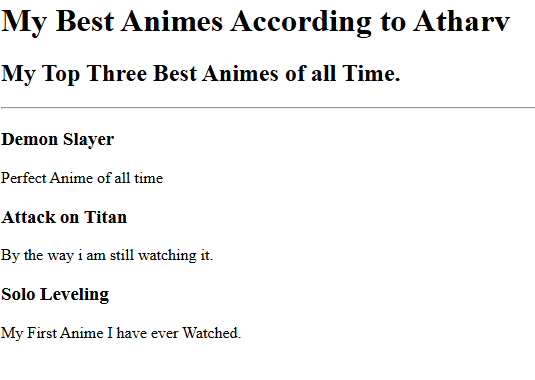 My Best Animes According to Atharv
My Top Three Best Animes of all Time.
Demon Slayer
Perfect Anime of all time
Attack on Titan
By the way i am still watching it.
Solo Leveling
My First Anime I have ever Watched.